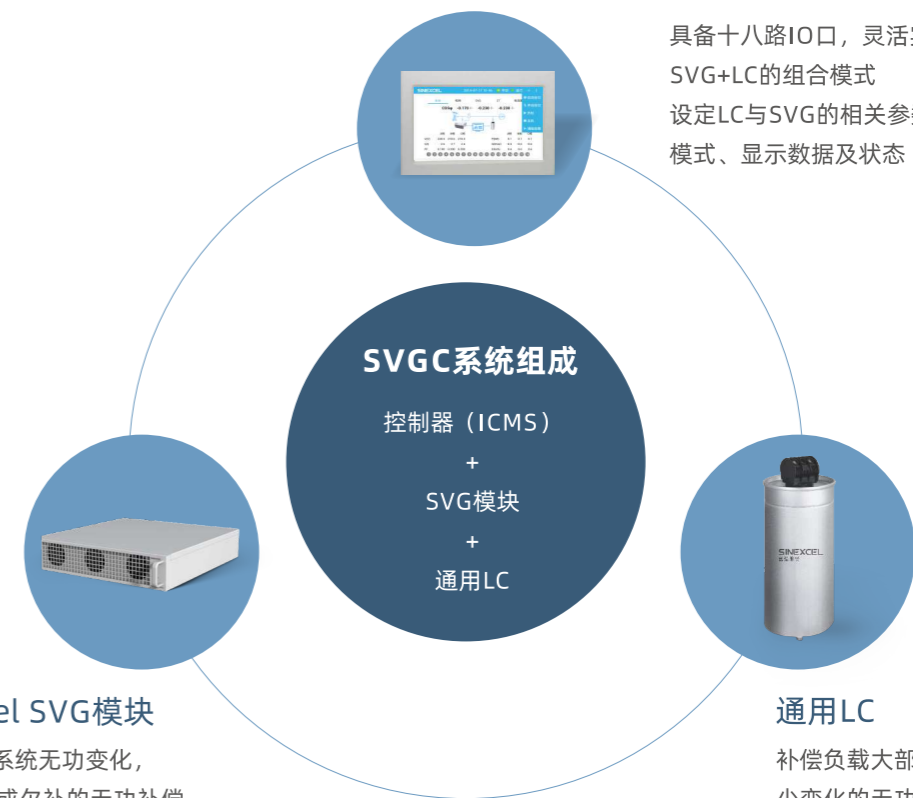 具备十八路IO口，灵活
SVG+LC的组合模式
设定LC与SVG的相关参
模式、显示数据及状态
SINEXCEL
SVGC系统组成
控制器（ICMS）
+
SVG模块
+
通用LC
SINEXCEL
el SVG模块
系统无功变化，
通用LC
补偿负载大部